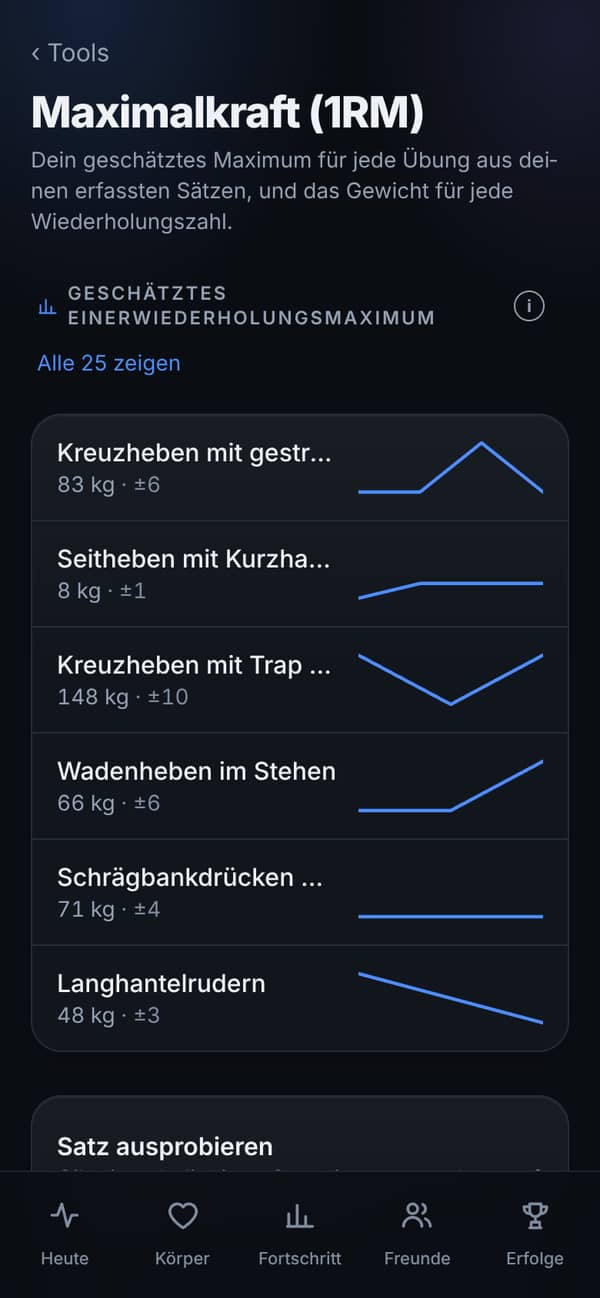 ‹ Tools
Maximalkraft (1RM)
Dein geschätztes Maximum für jede Übung aus dei-
nen erfassten Sätzen, und das Gewicht für jede
Wiederholungszahl.
GESCHÄTZTES
EINERWIEDERHOLUNGSMAXIMUM
i
Alle 25 zeigen
Kreuzheben mit gestr...
83 kg · ±6
Seitheben mit Kurzha...
8 kg · ±1
Kreuzheben mit Trap ...
148 kg · ±10
Wadenheben im Stehen
66 kg · ±6
Schrägbankdrücken ...
71 kg · ±4
Langhantelrudern
48 kg · ±3
Satz ausprobieren
Heute
Körper
Fortschritt
Freunde
Erfolge